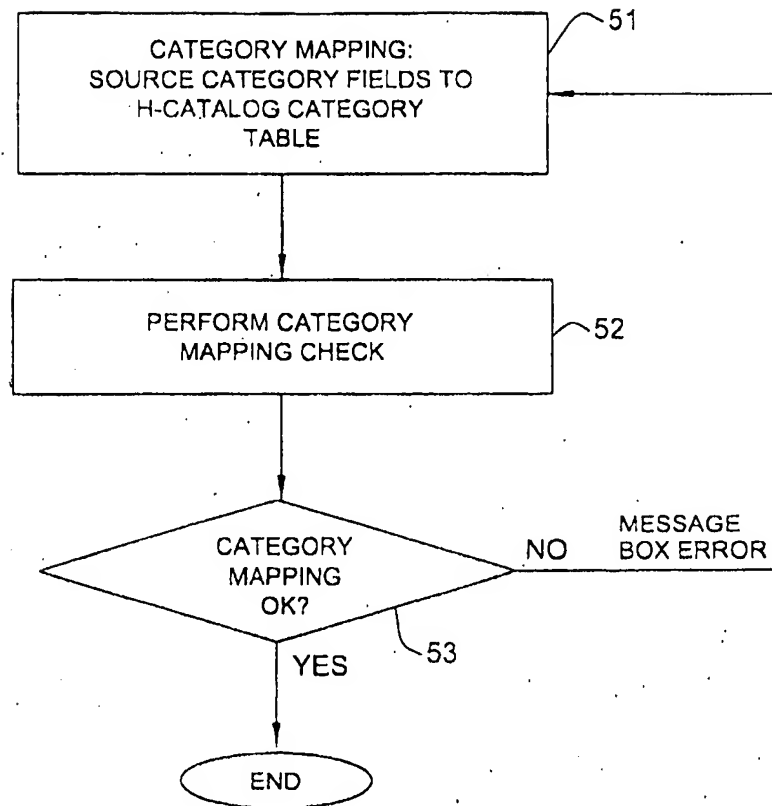 51
CATEGORY MAPPING:
SOURCE CATEGORY FIELDS TO
H-CATALOG CATEGORY
TABLE
PERFORM CATEGORY
MAPPING CHECK
52
CATEGORY
MAPPING
OK?
NO
MESSAGE
BOX ERROR
53
YES
END